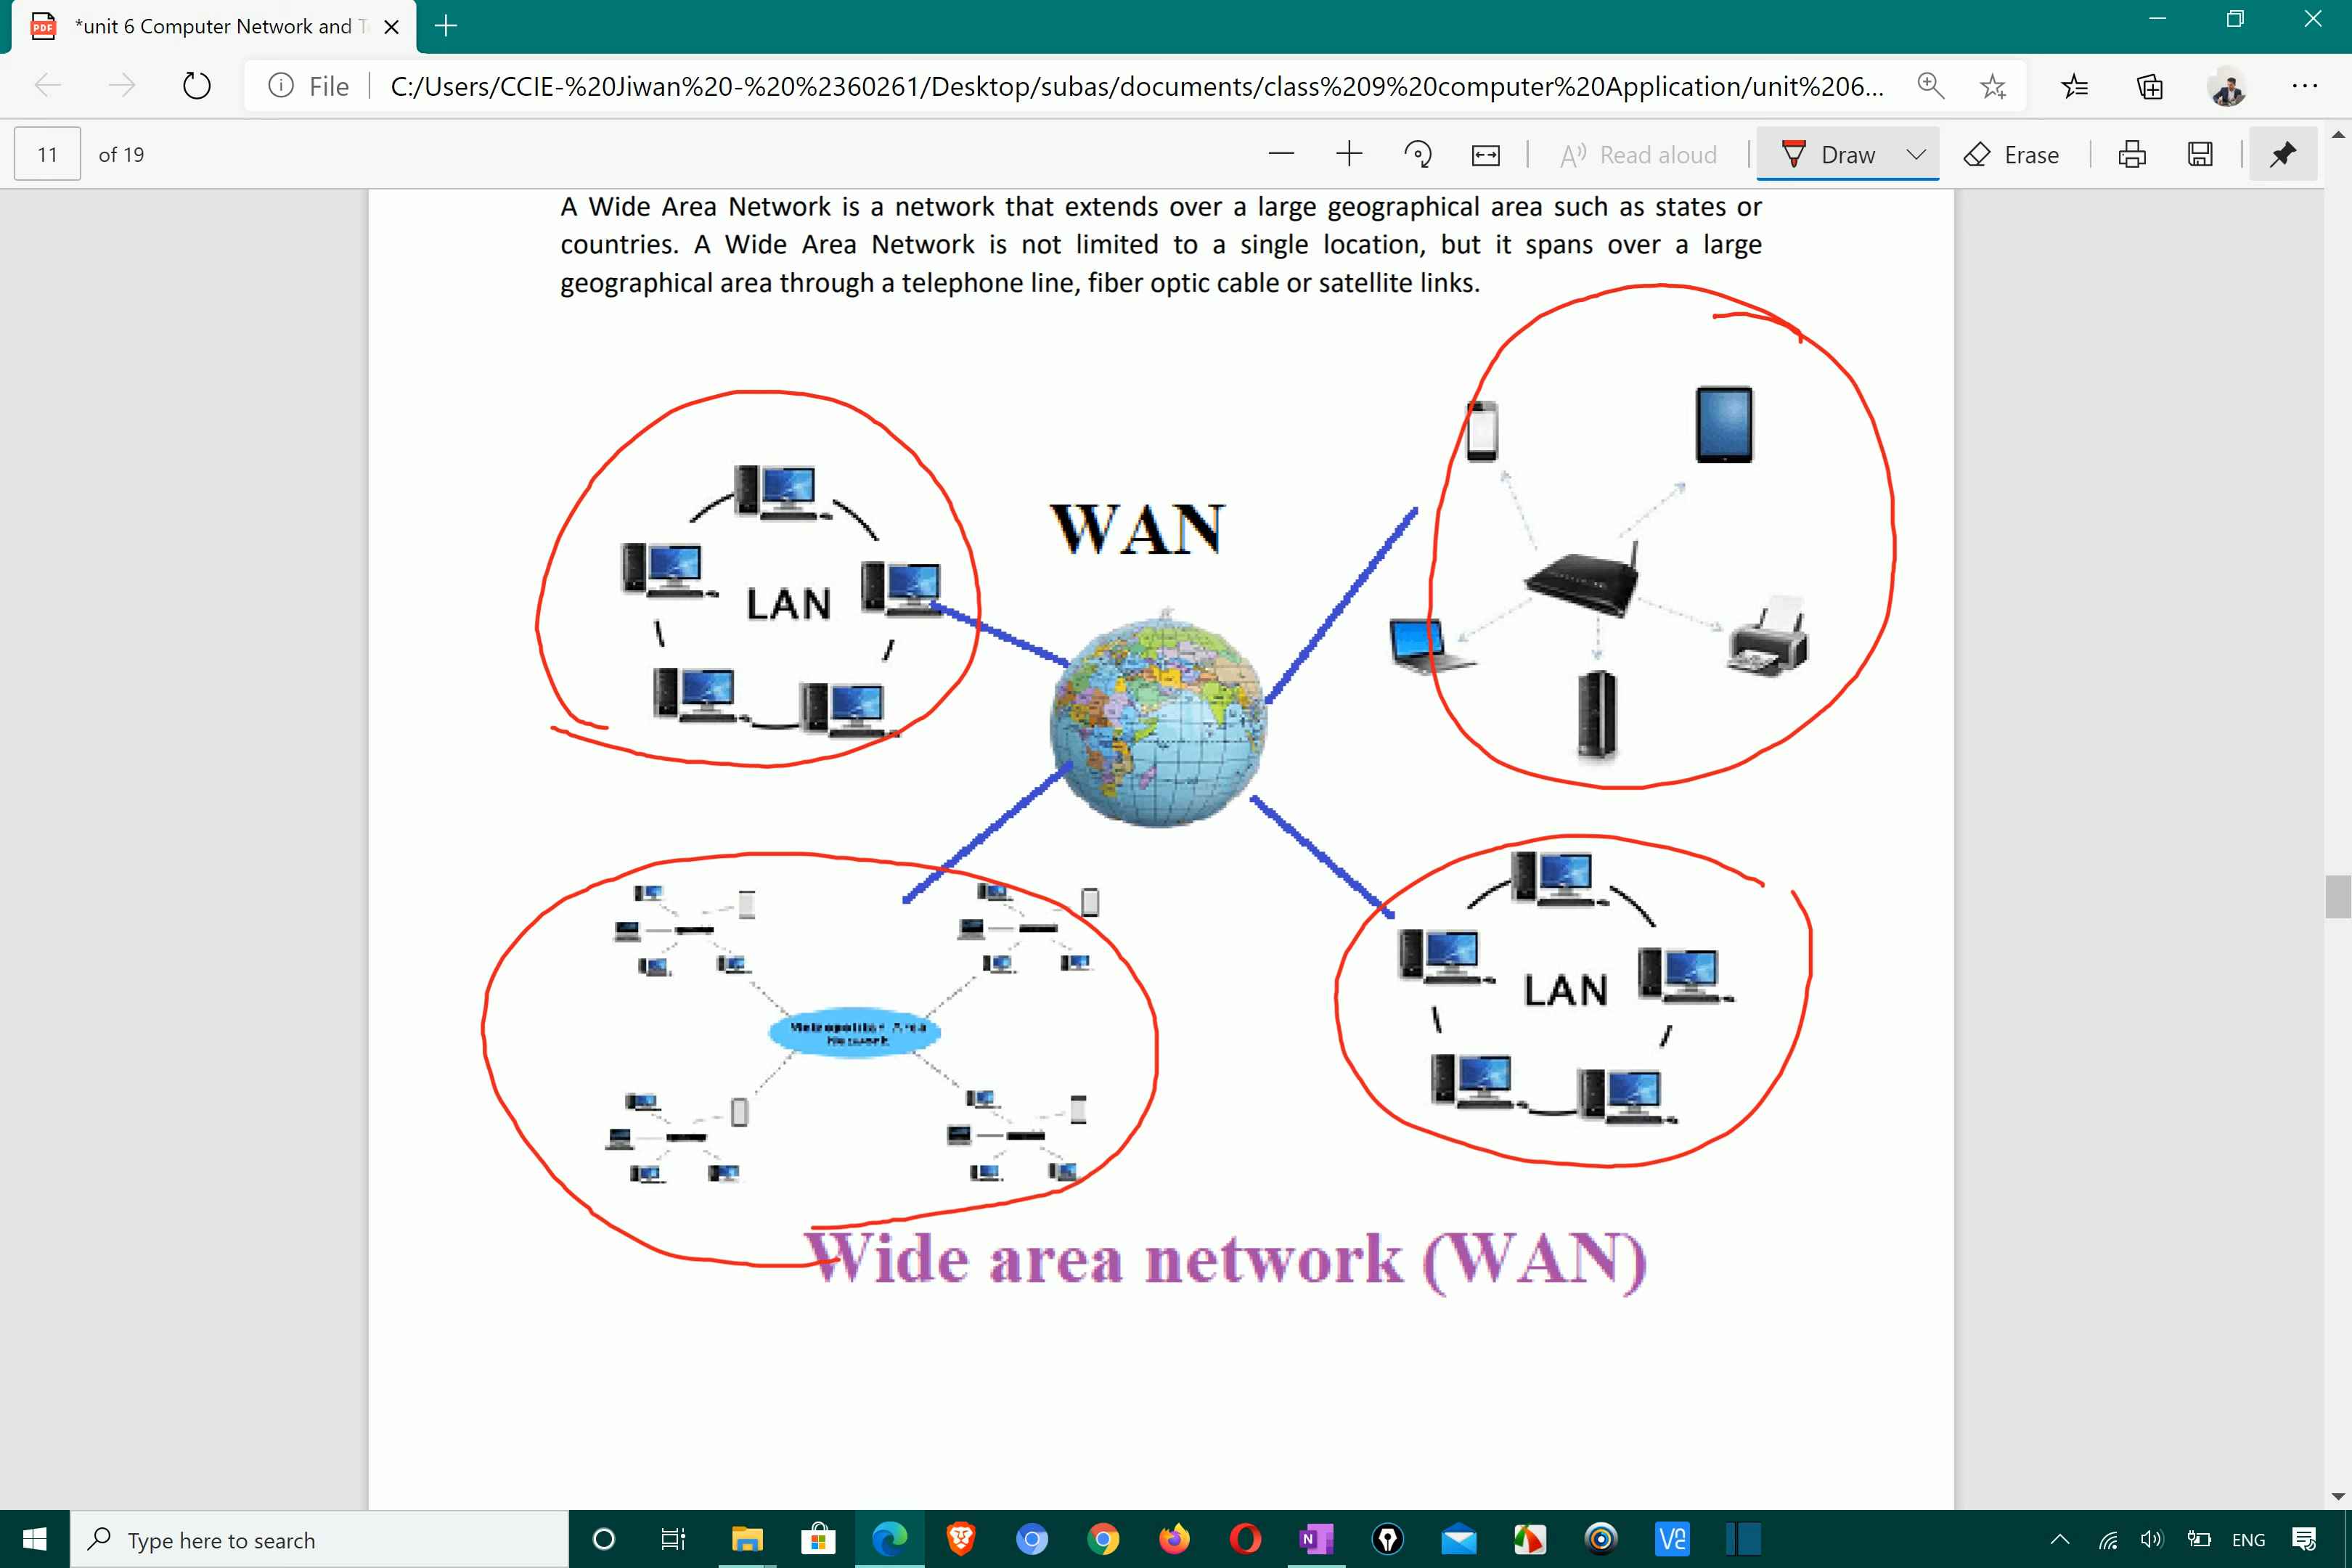 *unit 6 Computer Network and T
File
C:/Users/CCIE-%20Jiwan%20-%20%2360261/Desktop/subas/documents/class%209%20computer%20Application/unit%206...
11 of 19
Read aloud
Draw
Erase
A Wide Area Network is a network that extends over a large geographical area such as states or
countries. A Wide Area Network is not limited to a single location, but it spans over a large
geographical area through a telephone line, fiber optic cable or satellite links.
WAN
LAN
LAN
Metropolitan Area
Network
Wide area network (WAN)
Type here to search
ENG